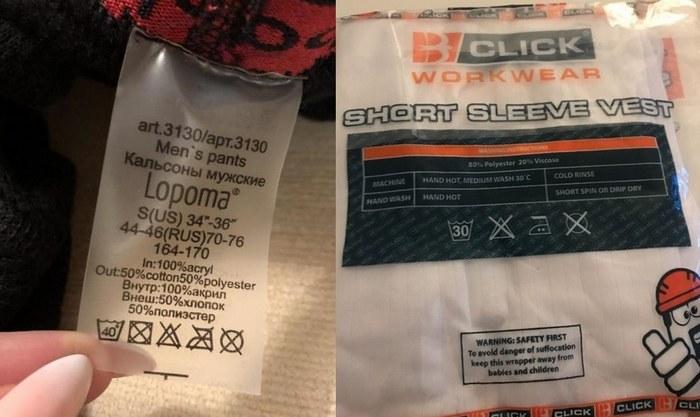 art.3130/арт.3130
Men`s pants
Кальсоны мужские
Lopoma®
S(US) 34"-36"
44-46(RUS)70-76
164-170
In:100%acryl
Out:50%cotton50%polyester
Внутр:100%акрил
Внеш:50%хлопок
50%полиэстер
40°
B CLICK
WORKWEAR
SHORT SLEEVE VEST
WASHING INSTRUCTIONS
80% Polyester 20% Viscose
MACHINE HAND HOT, MEDIUM WASH 30°C COLD RINSE
HAND WASH HAND HOT SHORT SPIN OR DRIP DRY
30
WARNING: SAFETY FIRST
To avoid danger of suffocation
keep this wrapper away from
babies and children
CLICK CLICK CLICK CLICK